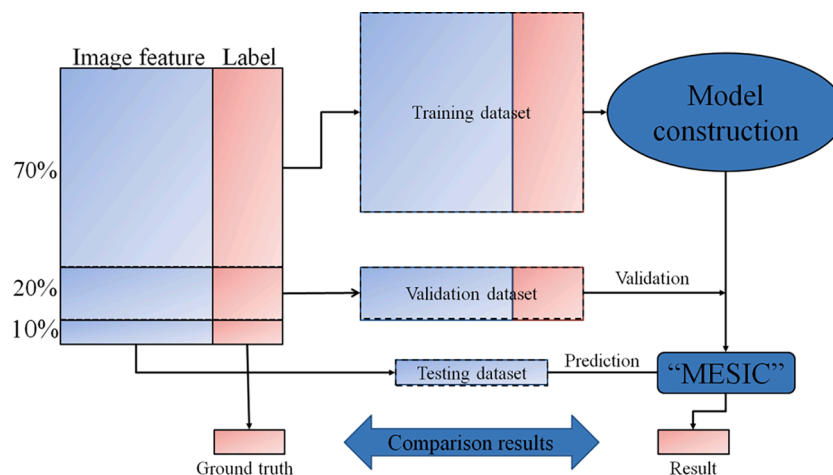 Image feature
Label
70%
20%
10%
Training dataset
Model
construction
Validation dataset
Validation
Testing dataset
Prediction
“MESIC”
Comparison results
Ground truth
Result